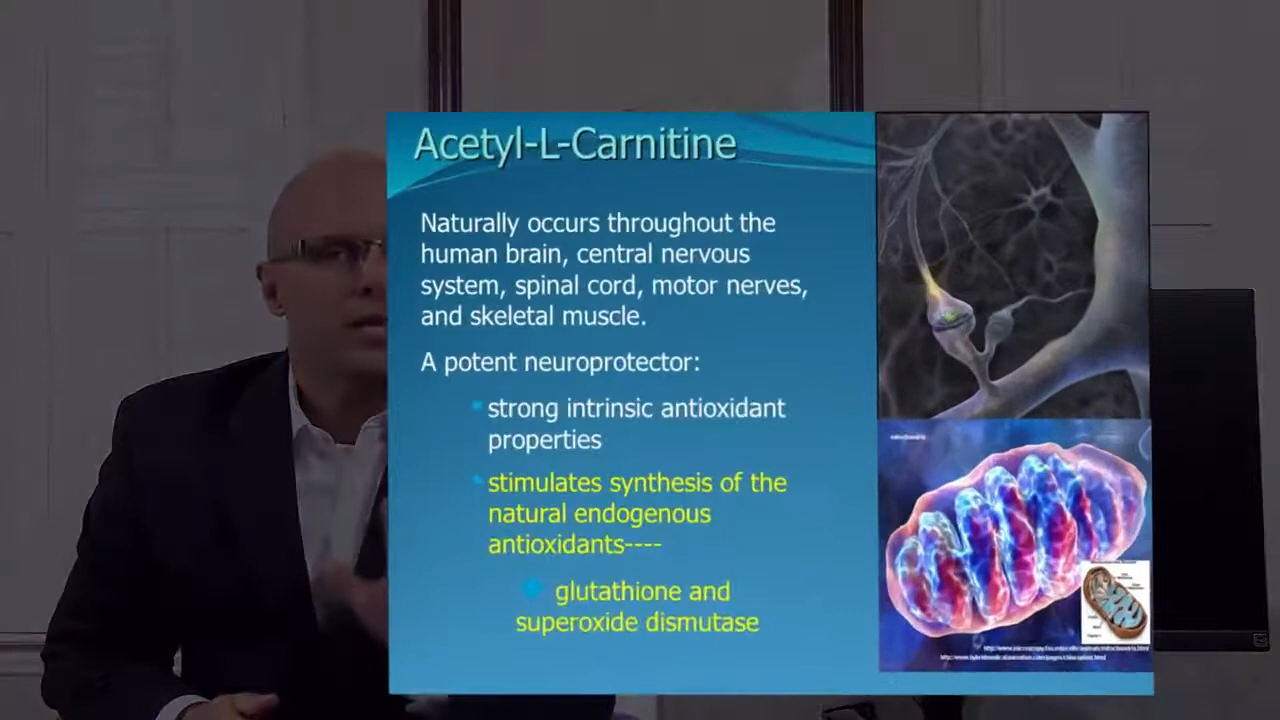 Acetyl-L-Carnitine
Naturally occurs throughout the
human brain, central nervous
system, spinal cord, motor nerves,
and skeletal muscle.
A potent neuroprotector:
strong intrinsic antioxidant
properties
stimulates synthesis of the
natural endogenous
antioxidants----
glutathione and
superoxide dismutase
mitochondria